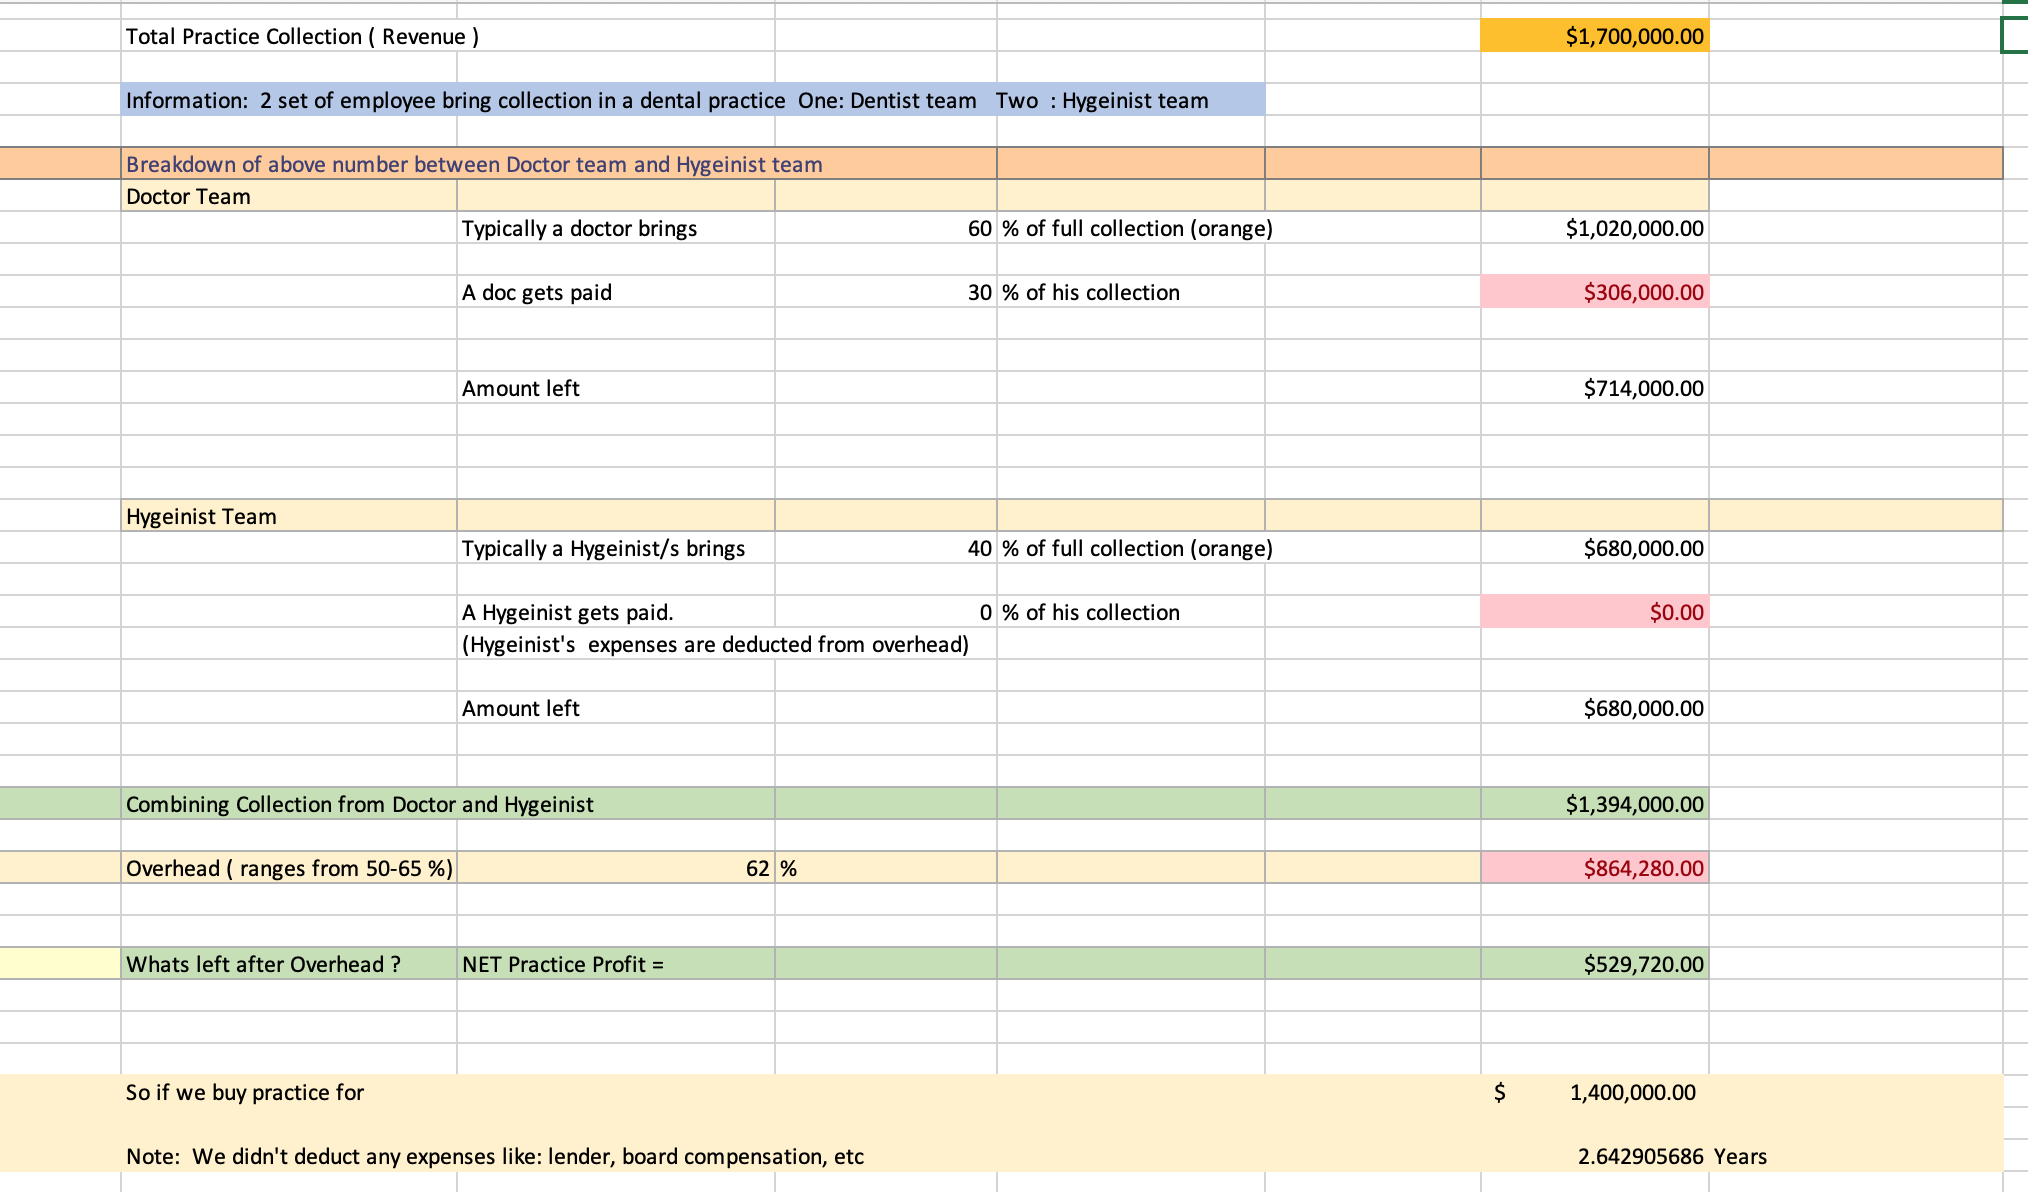 Total Practice Collection ( Revenue ) $1,700,000.00
Information:  2 set of employee bring collection in a dental practice  One: Dentist team   Two  : Hygeinist team
Breakdown of above number between Doctor team and Hygeinist team
Doctor Team
Typically a doctor brings 60 % of full collection (orange) $1,020,000.00
A doc gets paid 30 % of his collection $306,000.00
Amount left $714,000.00
Hygeinist Team
Typically a Hygeinist/s brings 40 % of full collection (orange) $680,000.00
A Hygeinist gets paid. 0 % of his collection $0.00
(Hygeinist's  expenses are deducted from overhead)
Amount left $680,000.00
Combining Collection from Doctor and Hygeinist $1,394,000.00
Overhead ( ranges from 50-65 %) 62 % $864,280.00
Whats left after Overhead ? NET Practice Profit = $529,720.00
So if we buy practice for $ 1,400,000.00
Note:  We didn't deduct any expenses like: lender, board compensation, etc 2.642905686 Years